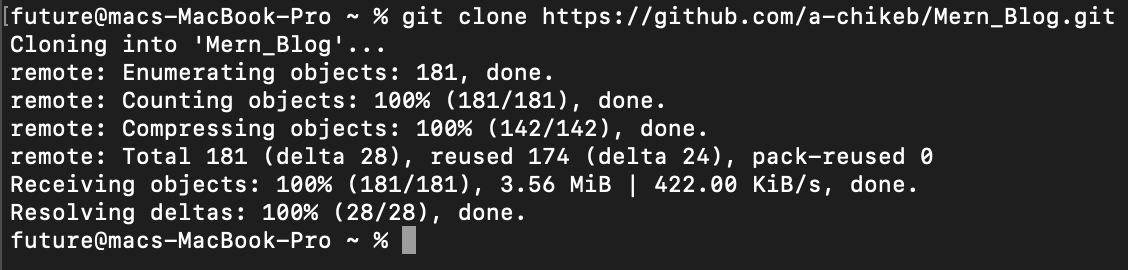 [future@macs-MacBook-Pro ~ % git clone https://github.com/a-chikeb/Mern_Blog.git
Cloning into 'Mern_Blog'...
remote: Enumerating objects: 181, done.
remote: Counting objects: 100% (181/181), done.
remote: Compressing objects: 100% (142/142), done.
remote: Total 181 (delta 28), reused 174 (delta 24), pack-reused 0
Receiving objects: 100% (181/181), 3.56 MiB | 422.00 KiB/s, done.
Resolving deltas: 100% (28/28), done.
future@macs-MacBook-Pro ~ %